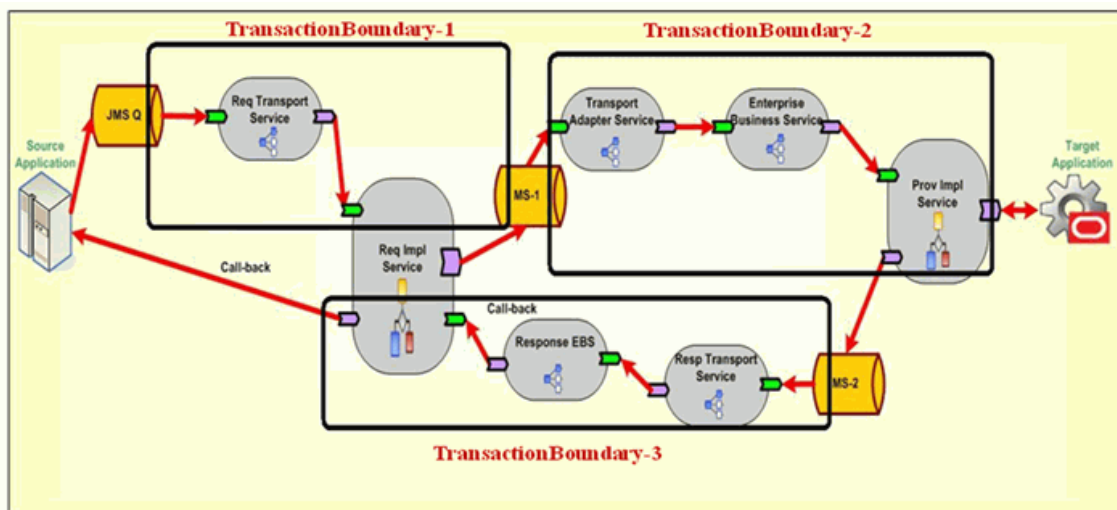 TransactionBoundary-1
TransactionBoundary-2
JMS Q
Req Transport
Service
Transport
Adapter Service
Enterprise
Business Service
Source
Application
Target
Application
MS-1
Prov Impl
Service
Req Impl
Service
Call-back
Call-back
Response EBS
Resp Transport
Service
MS-2
TransactionBoundary-3